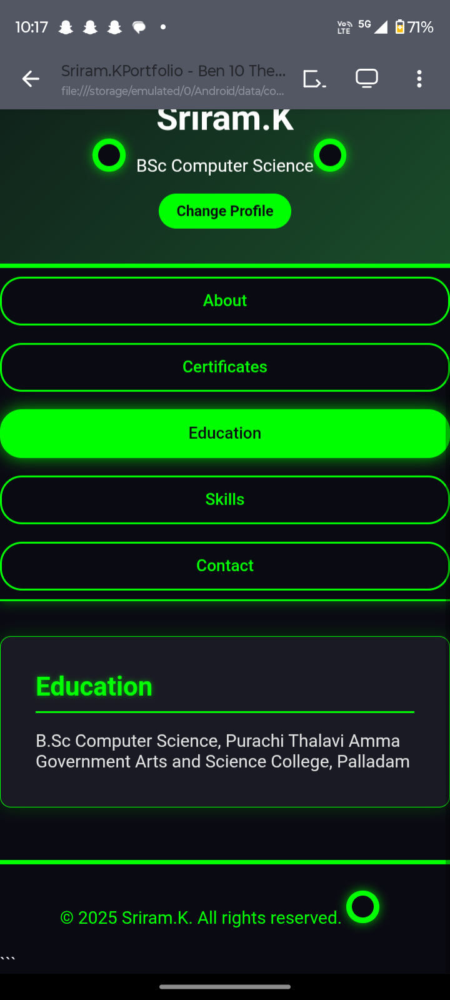 10:17
Vo LTE 5G 71%
Sriram.KPortfolio - Ben 10 The...
file:///storage/emulated/0/Android/data/co...
Sriram.K
BSc Computer Science
Change Profile
About
Certificates
Education
Skills
Contact
Education
B.Sc Computer Science, Purachi Thalavi Amma
Government Arts and Science College, Palladam
© 2025 Sriram.K. All rights reserved.
```